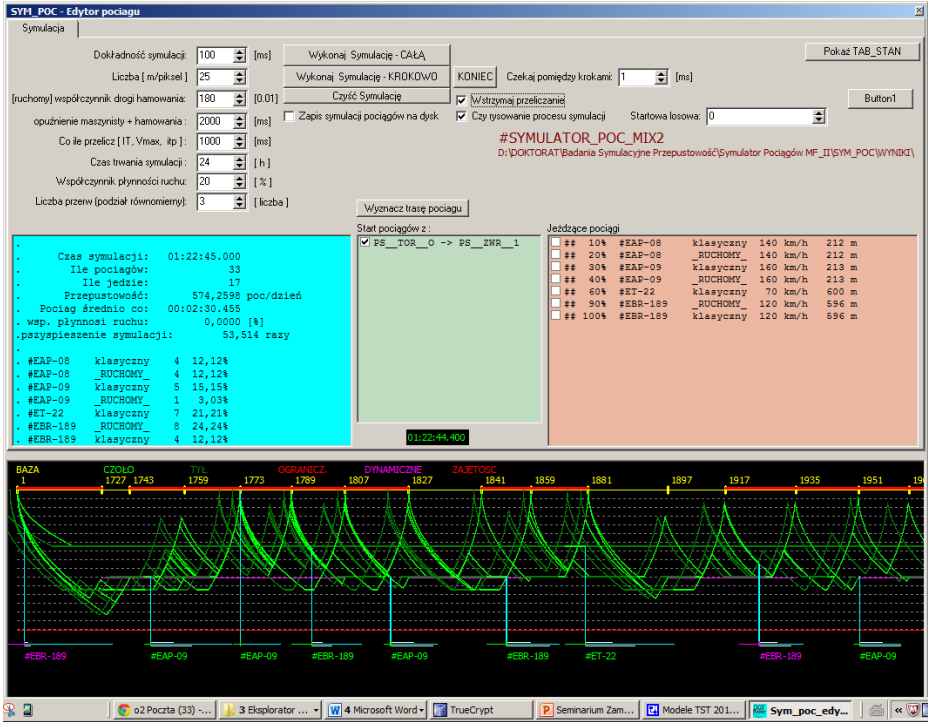 SYM_POC - Edytor pociagu
Symulacja
Dokładność symulacji: 100 [ms] Wykonaj Symulację - CAŁĄ Pokaż TAB_STAN
Liczba [ m/piksel ] 25 Wykonaj Symulację - KROKOWO KONIEC Czekaj pomiędzy krokami: 1 [ms]
[ruchomy] współczynnik drogi hamowania: 180 [0.01] Czyść Symulację Wstrzymaj przeliczanie Button1
opuźnienie maszynisty + hamowania : 2000 [ms] Zapis symulacji pociągów na dysk Czy rysowanie procesu symulacji Startowa losowa: 0
Co ile przelicz [ IT, Vmax, itp ] : 1000 [ms] #SYMULATOR_POC_MIX2
D:\DOKTORAT\Badania Symulacyjne Przepustowość\Symulator Pociągów MF_II\SYM_POC\WYNIKI\
Czas trwania symulacji : 24 [ h ]
Współczynnik płynności ruchu: 20 [ % ]
Liczba przerw (podział równomierny): 3 [ liczba ]
Wyznacz trasę pociągu
Start pociągów z : Jeżdzące pociągi
.
. Czas symulacji: 01:22:45.000
. Ile pociagów: 33
. Ile jedzie: 17
. Przepustowość: 574,2598 poc/dzień
. Pociag średnio co: 00:02:30.455
. wsp. płynnosi ruchu: 0,0000 [%]
.pszyspieszenie symulacji: 53,514 razy
.
. #EAP-08 klasyczny 4 12,12%
. #EAP-08 _RUCHOMY_ 4 12,12%
. #EAP-09 klasyczny 5 15,15%
. #EAP-09 _RUCHOMY_ 1 3,03%
. #ET-22 klasyczny 7 21,21%
. #EBR-189 _RUCHOMY_ 8 24,24%
. #EBR-189 klasyczny 4 12,12%
PS__TOR__O -> PS__ZWR__1
01:22:44.400
## 10% #EAP-08 klasyczny 140 km/h 212 m
## 20% #EAP-08 _RUCHOMY_ 140 km/h 212 m
## 30% #EAP-09 klasyczny 160 km/h 213 m
## 40% #EAP-09 _RUCHOMY_ 160 km/h 213 m
## 60% #ET-22 klasyczny 70 km/h 600 m
## 90% #EBR-189 _RUCHOMY_ 120 km/h 596 m
## 100% #EBR-189 klasyczny 120 km/h 596 m
BAZA CZOŁO TYŁ OGRANICZ. DYNAMICZNE ZAJETOSC
1 1727 1743 1759 1773 1789 1807 1827 1841 1859 1881 1897 1917 1935 1951
#EBR-189 #EAP-09 #EAP-09 #EBR-189 #EAP-09 #EBR-189 #ET-22 #EBR-189 #EAP-09
o2 Poczta (33) -... 3 Eksplorator ... 4 Microsoft Word TrueCrypt Seminarium Zam... Modele TST 201... Sym_poc_edy...